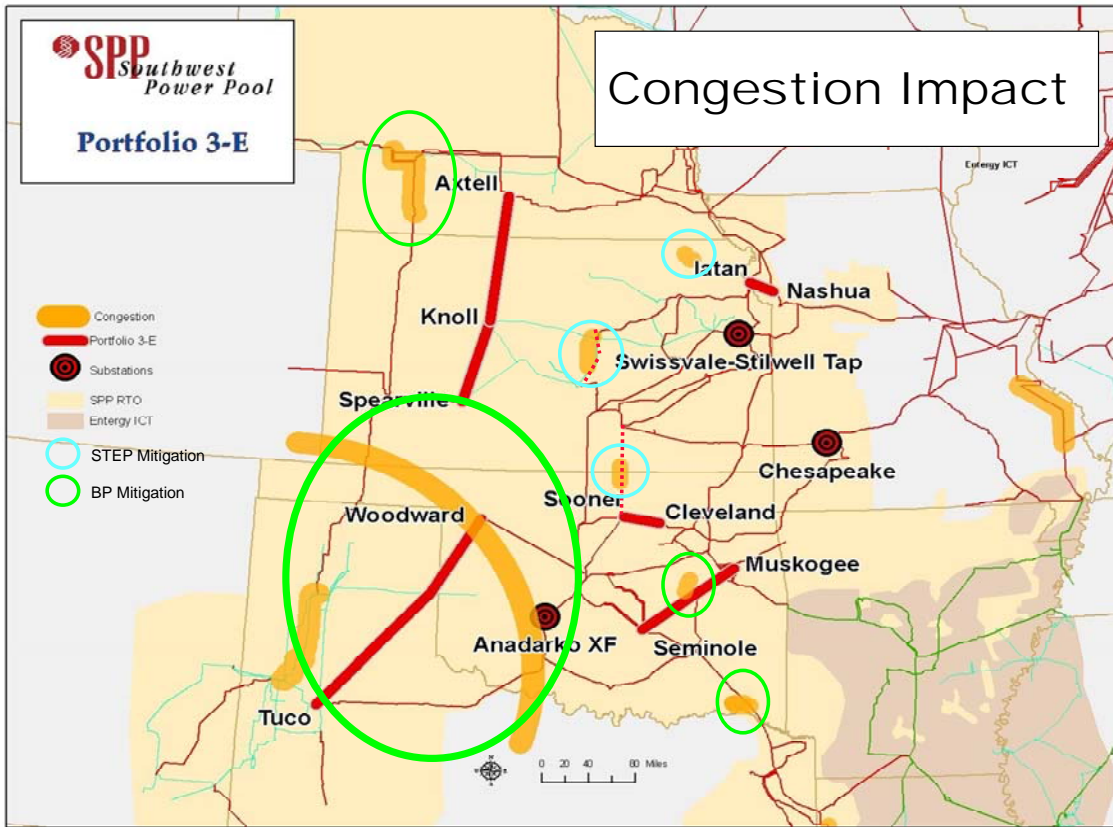 SPP
Southwest
Power Pool
Portfolio 3-E
Congestion Impact
Entergy ICT
Axtell
Iatan
Nashua
Congestion
Portfolio 3-E
Substations
SPP RTO
Entergy ICT
STEP Mitigation
BP Mitigation
Knoll
Swissvale-Stilwell Tap
Spearville
Chesapeake
Sooner
Cleveland
Woodward
Muskogee
Anadarko XF
Seminole
Tuco
0 20 40 60 80 Miles